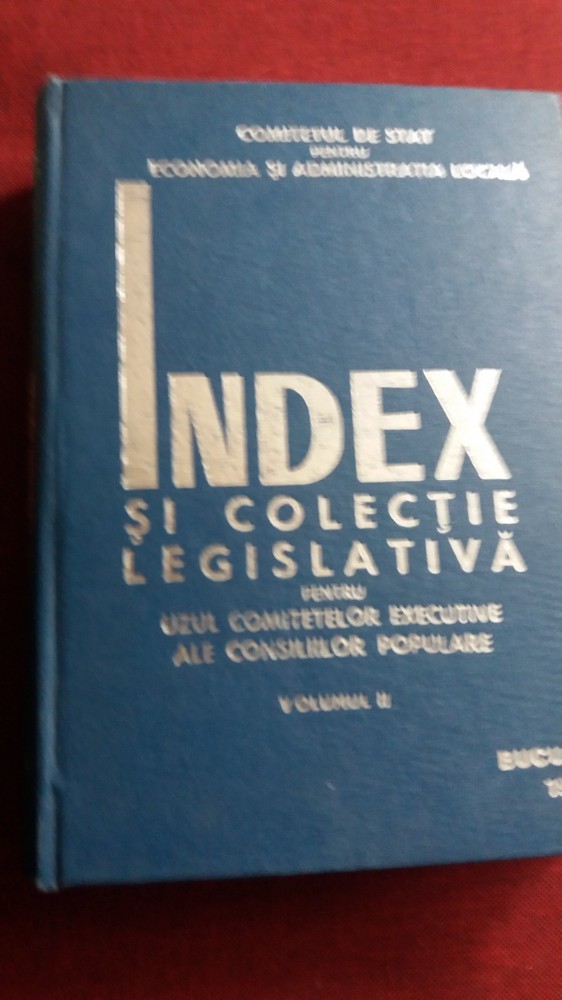 COMITETUL DE STAT
PENTRU
ECONOMIA ȘI ADMINISTRAȚIA LOCALĂ
INDEX
ȘI COLECȚIE
LEGISLATIVĂ
PENTRU
UZUL COMITETELOR EXECUTIVE
ALE CONSILIILOR POPULARE
VOLUMUL II
BUCU